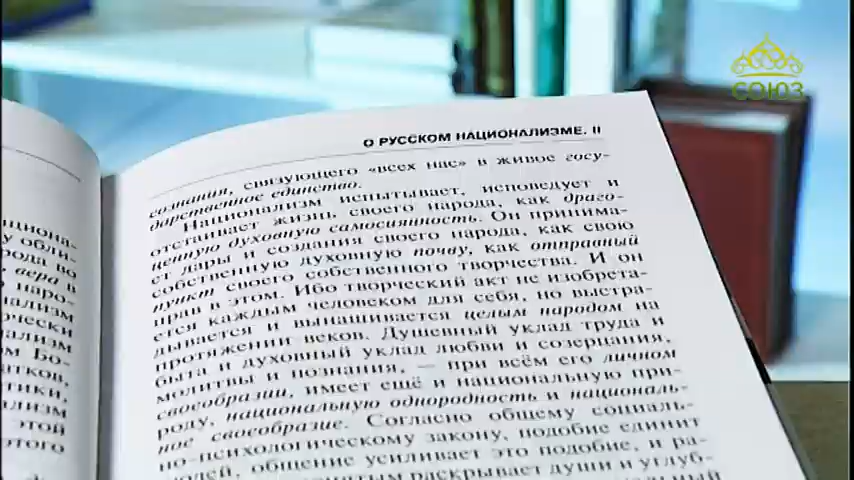 СОЮЗ
О РУССКОМ НАЦИОНАЛИЗМЕ. II
сознания, связующего «всех нас» в живое госу-
дарственное единство.
Национализм испытывает, исповедует и
отстаивает жизнь своего народа, как драго-
ценную духовную самосиянность. Он принима-
ет дары и создания своего народа, как свою
собственную духовную почву, как отправный
пункт своего собственного творчества. И он
прав в этом. Ибо творческий акт не изобрета-
ется каждым человеком для себя, но выстра-
дывается и вынашивается целым народом на
протяжении веков. Душевный уклад труда и
быта и духовный уклад любви и созерцания,
молитвы и познания, — при всём его личном
своеобразии, имеет ещё и национальную при-
роду, национальную однородность и националь-
ное своеобразие. Согласно общему социаль-
но-психологическому закону, подобие единит
людей, общение усиливает это подобие, и ра-
раскрывает души и углуб-